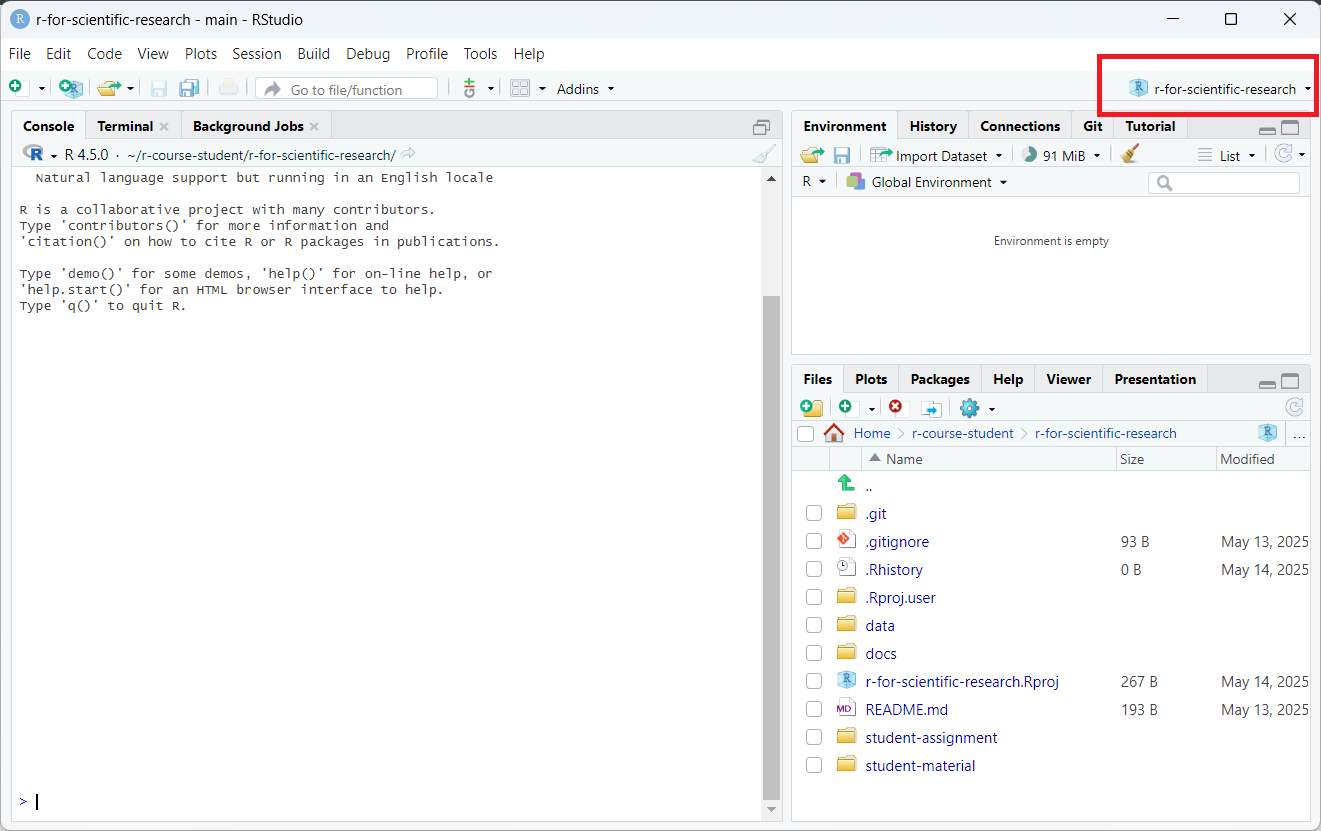 r-for-scientific-research - main - RStudio
File Edit Code View Plots Session Build Debug Profile Tools Help
Go to file/function Addins r-for-scientific-research
Console Terminal Background Jobs
R 4.5.0 · ~/r-course-student/r-for-scientific-research/
Natural language support but running in an English locale
R is a collaborative project with many contributors.
Type 'contributors()' for more information and
'citation()' on how to cite R or R packages in publications.
Type 'demo()' for some demos, 'help()' for on-line help, or
'help.start()' for an HTML browser interface to help.
Type 'q()' to quit R.
>
Environment History Connections Git Tutorial
Import Dataset 91 MiB List
R Global Environment
Environment is empty
Files Plots Packages Help Viewer Presentation
Home r-course-student r-for-scientific-research ...
Name Size Modified
..
.git
.gitignore 93 B May 13, 2025
.Rhistory 0 B May 14, 2025
.Rproj.user
data
docs
r-for-scientific-research.Rproj 267 B May 14, 2025
README.md 193 B May 13, 2025
student-assignment
student-material